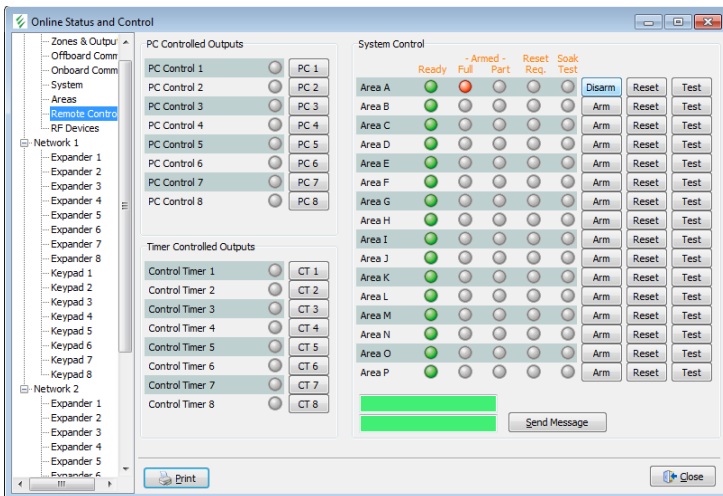 Online Status and Control
Zones & Outpu
Offboard Comm
Onboard Comm
System
Areas
Remote Contro
RF Devices
Network 1
Expander 1
Expander 2
Expander 3
Expander 4
Expander 5
Expander 6
Expander 7
Expander 8
Keypad 1
Keypad 2
Keypad 3
Keypad 4
Keypad 5
Keypad 6
Keypad 7
Keypad 8
Network 2
Expander 1
Expander 2
Expander 3
Expander 4
Expander 5
Expander 6
PC Controlled Outputs
PC Control 1 PC 1
PC Control 2 PC 2
PC Control 3 PC 3
PC Control 4 PC 4
PC Control 5 PC 5
PC Control 6 PC 6
PC Control 7 PC 7
PC Control 8 PC 8
Timer Controlled Outputs
Control Timer 1 CT 1
Control Timer 2 CT 2
Control Timer 3 CT 3
Control Timer 4 CT 4
Control Timer 5 CT 5
Control Timer 6 CT 6
Control Timer 7 CT 7
Control Timer 8 CT 8
System Control
- Armed - Reset Soak
Ready Full Part Req. Test
Area A Disarm Reset Test
Area B Arm Reset Test
Area C Arm Reset Test
Area D Arm Reset Test
Area E Arm Reset Test
Area F Arm Reset Test
Area G Arm Reset Test
Area H Arm Reset Test
Area I Arm Reset Test
Area J Arm Reset Test
Area K Arm Reset Test
Area L Arm Reset Test
Area M Arm Reset Test
Area N Arm Reset Test
Area O Arm Reset Test
Area P Arm Reset Test
Send Message
Print
Close